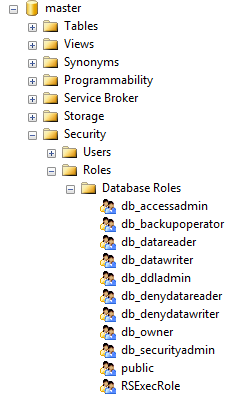 master
Tables
Views
Synonyms
Programmability
Service Broker
Storage
Security
Users
Roles
Database Roles
db_accessadmin
db_backupoperator
db_datareader
db_datawriter
db_ddladmin
db_denydatareader
db_denydatawriter
db_owner
db_securityadmin
public
RSExecRole